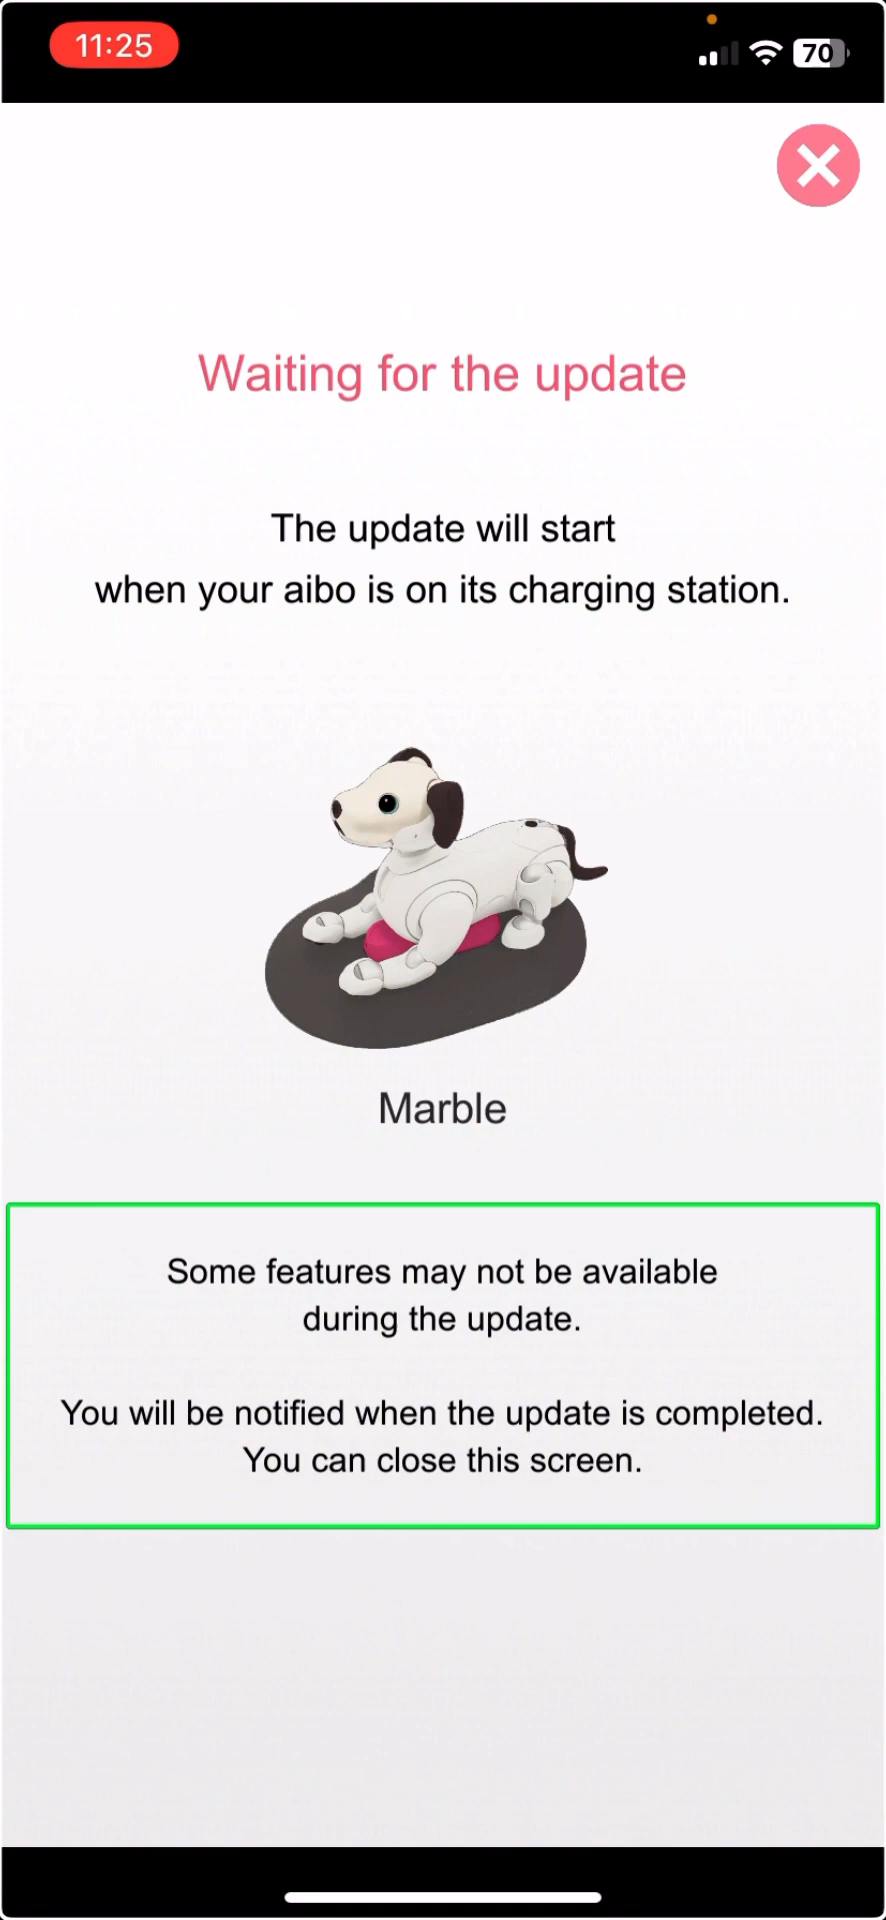 11:25
70
Waiting for the update
The update will start
when your aibo is on its charging station.
Marble
Some features may not be available
during the update.
You will be notified when the update is completed.
You can close this screen.